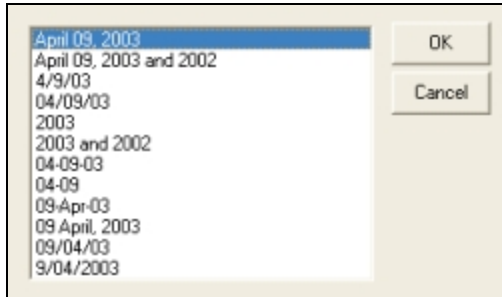 April 09, 2003
April 09, 2003 and 2002
4/9/03
04/09/03
2003
2003 and 2002
04-09-03
04-09
09-Apr-03
09 April, 2003
09/04/03
9/04/2003
OK
Cancel